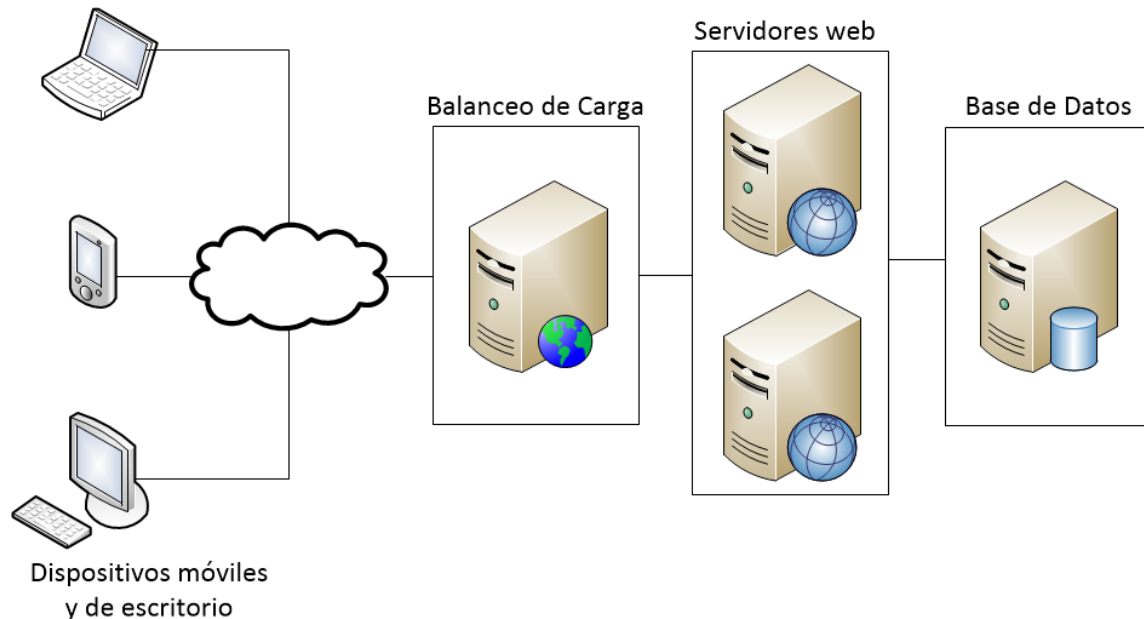 Servidores web
Balanceo de Carga
Base de Datos
Dispositivos móviles
y de escritorio